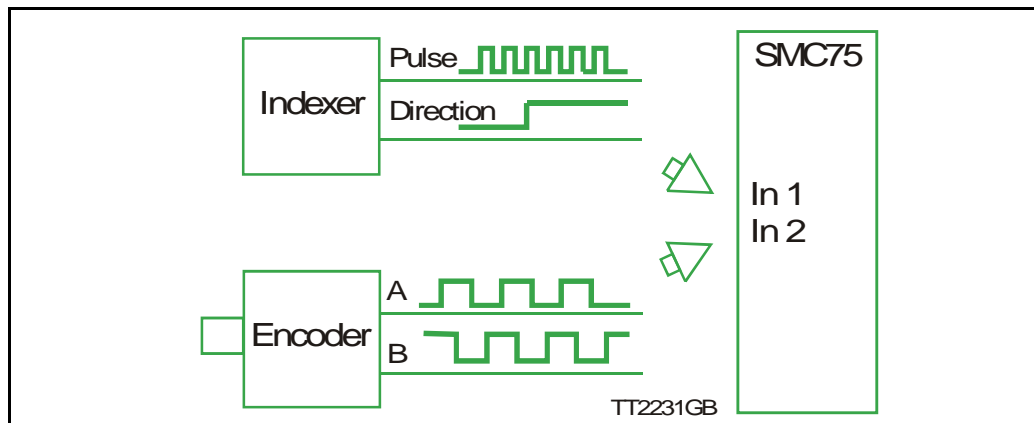 Pulse
Indexer
Direction
SMC75
In 1
In 2
A
Encoder
B
TT2231GB